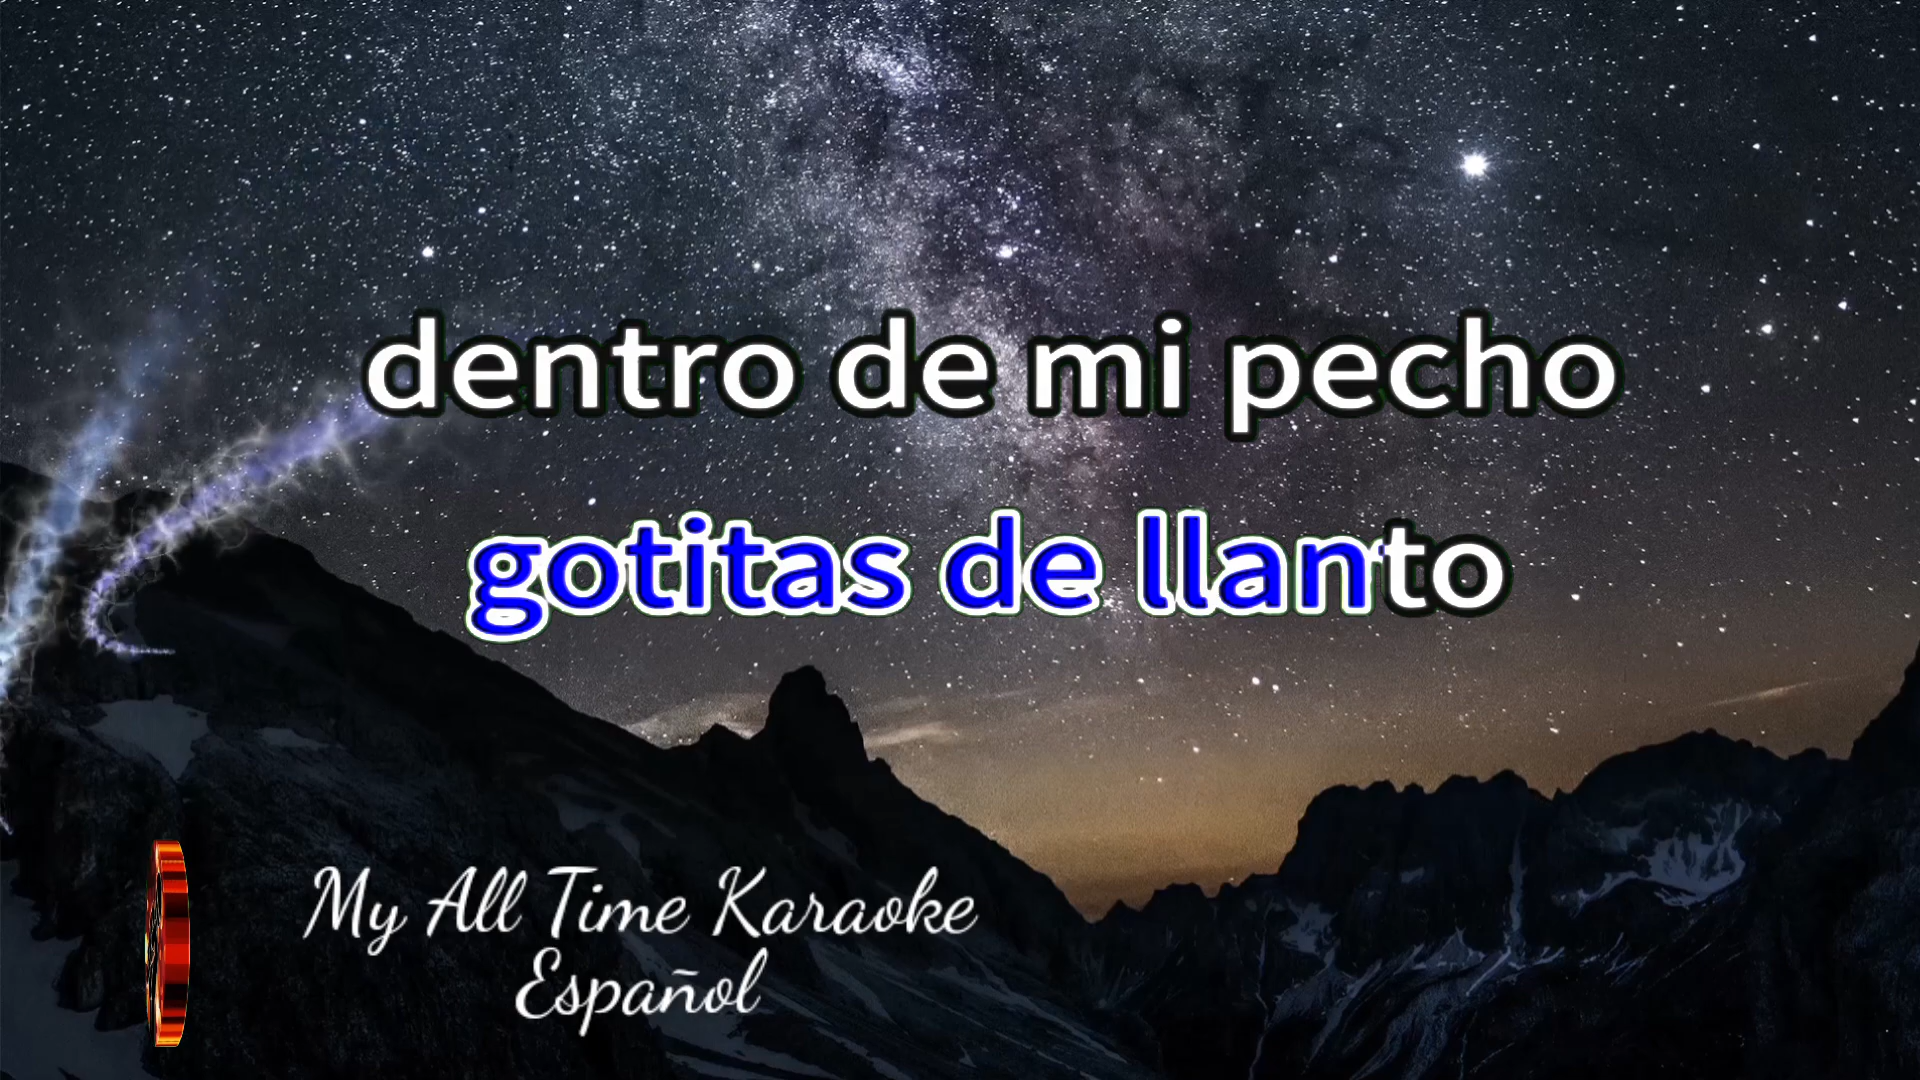 dentro de mi pecho
gotitas de llanto
My All Time Karaoke
Español